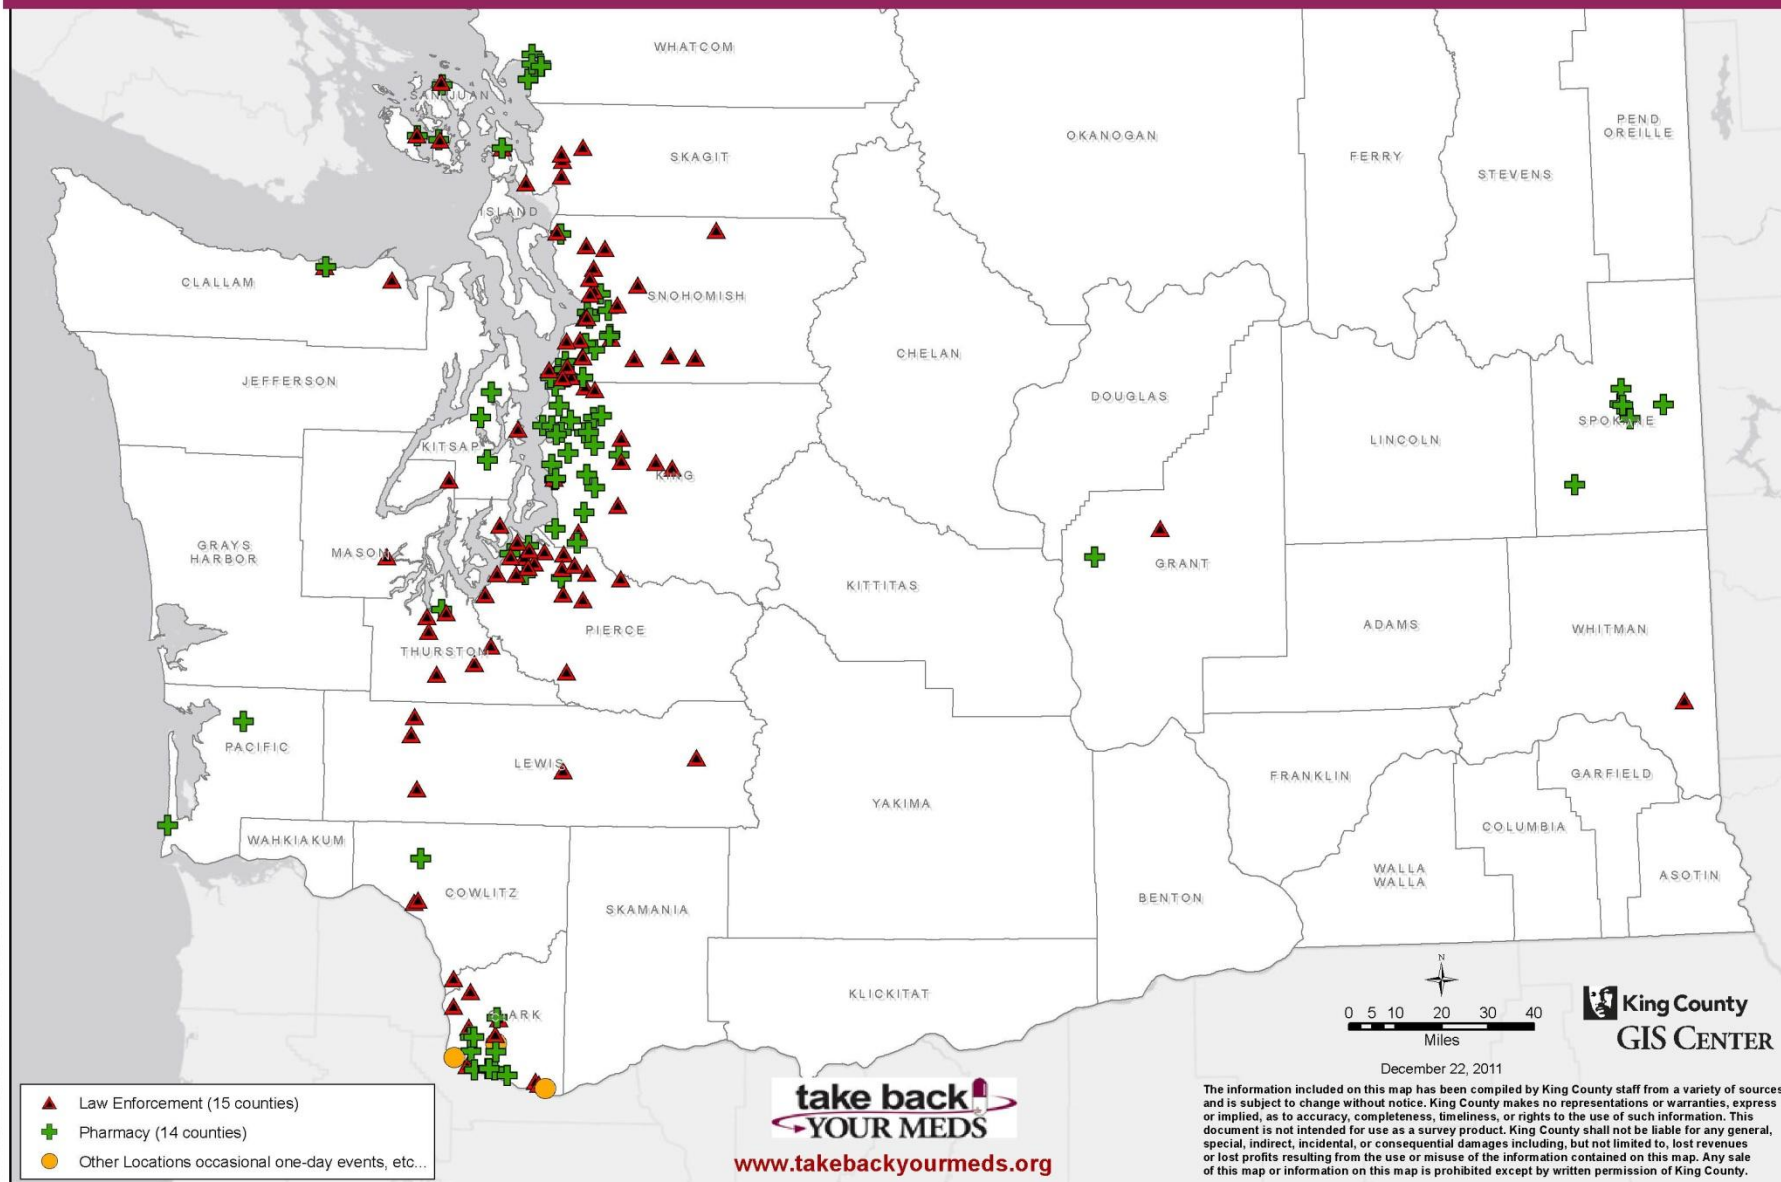 WHATCOM
SAN JUAN
SKAGIT
OKANOGAN
FERRY
STEVENS
PEND
OREILLE
ISLAND
CLALLAM
SNOHOMISH
CHELAN
JEFFERSON
DOUGLAS
KITSAP
KING
LINCOLN
SPOKANE
GRAYS
HARBOR
MASON
GRANT
KITTITAS
PIERCE
ADAMS
WHITMAN
THURSTON
PACIFIC
LEWIS
FRANKLIN
GARFIELD
YAKIMA
WAHKIAKUM
COLUMBIA
COWLITZ
SKAMANIA
BENTON
WALLA
WALLA
ASOTIN
KLICKITAT
CLARK
N
0 5 10 20 30 40
Miles
King County
GIS CENTER
December 22, 2011
Law Enforcement (15 counties)
Pharmacy (14 counties)
Other Locations occasional one-day events, etc...
take back
YOUR MEDS
www.takebackyourmeds.org
The information included on this map has been compiled by King County staff from a variety of sources
and is subject to change without notice. King County makes no representations or warranties, express
or implied, as to accuracy, completeness, timeliness, or rights to the use of such information. This
document is not intended for use as a survey product. King County shall not be liable for any general,
special, indirect, incidental, or consequential damages including, but not limited to, lost revenues
or lost profits resulting from the use or misuse of the information contained on this map. Any sale
of this map or information on this map is prohibited except by written permission of King County.